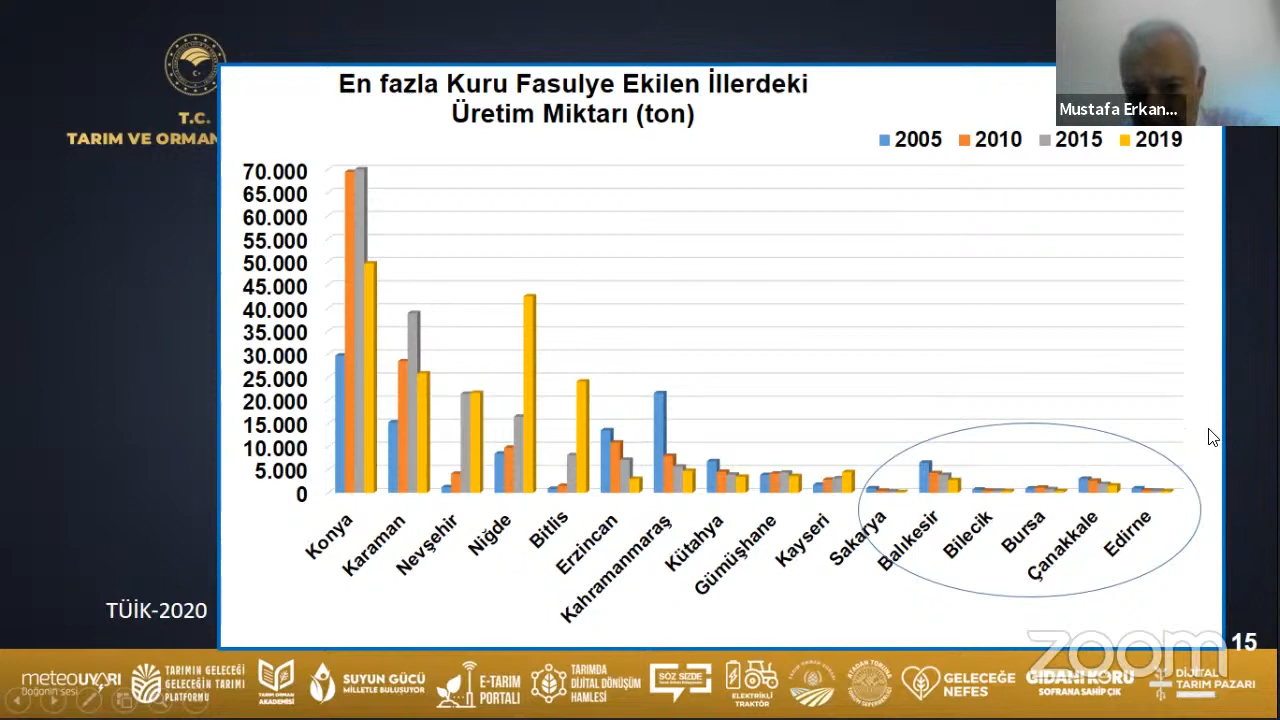 T.C.
TARIM VE ORMAN
Mustafa Erkan...
En fazla Kuru Fasulye Ekilen İllerdeki
Üretim Miktarı (ton)
2005 2010 2015 2019
70.000
65.000
60.000
55.000
50.000
45.000
40.000
35.000
30.000
25.000
20.000
15.000
10.000
5.000
0
Konya
Karaman
Nevşehir
Niğde
Bitlis
Erzincan
Kahramanmaraş
Kütahya
Gümüşhane
Kayseri
Sakarya
Balıkesir
Bilecik
Bursa
Çanakkale
Edirne
TÜİK-2020
zoom
15
meteoUYARI
Doğanın sesi
TARIMIN GELECEĞİ
GELECEĞİN TARIMI
PLATFORMU
TARIM ORMAN
AKADEMİSİ
SUYUN GÜCÜ
MİLLETLE BULUŞUYOR
E-TARIM
PORTALI
TARIMDA
DİJİTAL DÖNÜŞÜM
HAMLESİ
SÖZ SİZDE
ELEKTRİKLİ
TRAKTÖR
GELECEĞE
NEFES
GIDANI KORU
SOFRANA SAHİP ÇIK
DİJİTAL
TARIM PAZARI